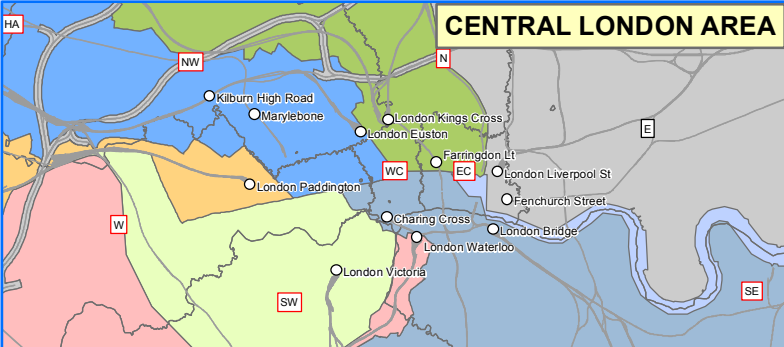 CENTRAL LONDON AREA
HA
NW
N
Kilburn High Road
Marylebone
London Kings Cross
London Euston
E
Farringdon Lt
WC
EC
London Liverpool St
London Paddington
Fenchurch Street
Charing Cross
W
London Bridge
London Waterloo
London Victoria
SE
SW